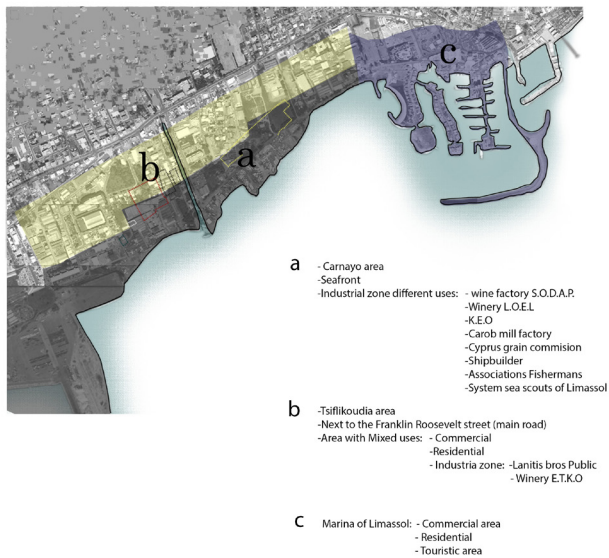 c
b
a
a
- Carnayo area
-Seafront
-Industrial zone different uses: - wine factory S.O.D.A.P.
-Winery L.O.E.L
-K.E.O
-Carob mill factory
-Cyprus grain commision
-Shipbuilder
-Associations Fishermans
-System sea scouts of Limassol
b
-Tsiflikoudia area
-Next to the Franklin Roosevelt street (main road)
-Area with Mixed uses: - Commercial
-Residential
- Industria zone: -Lanitis bros Public
- Winery E.T.K.O
c
Marina of Limassol: - Commercial area
- Residential
- Touristic area